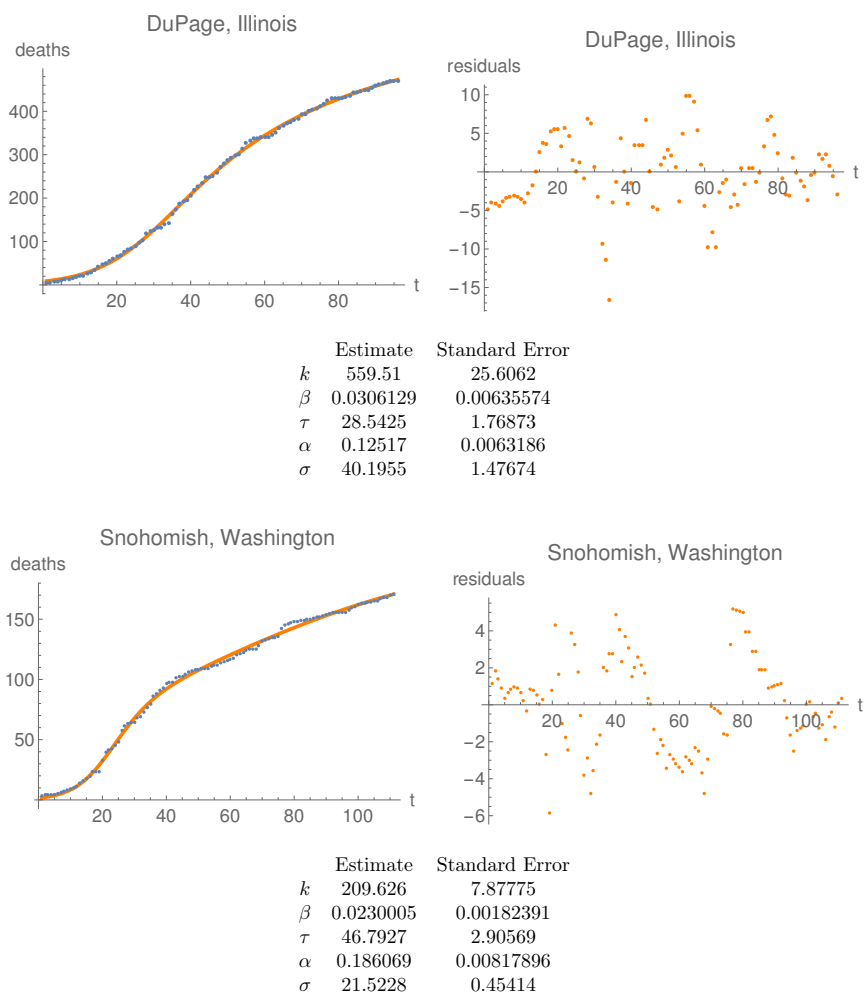 DuPage, Illinois
deaths
400
300
200
100
20 40 60 80
t
DuPage, Illinois
residuals
10
5
−5
−10
−15
20 40 60 80
t
Estimate Standard Error
k 559.51 25.6062
β 0.0306129 0.00635574
τ 28.5425 1.76873
α 0.12517 0.0063186
σ 40.1955 1.47674
Snohomish, Washington
deaths
150
100
50
20 40 60 80 100
t
Snohomish, Washington
residuals
4
2
−2
−4
−6
20 40 60 80 100
t
Estimate Standard Error
k 209.626 7.87775
β 0.0230005 0.00182391
τ 46.7927 2.90569
α 0.186069 0.00817896
σ 21.5228 0.45414